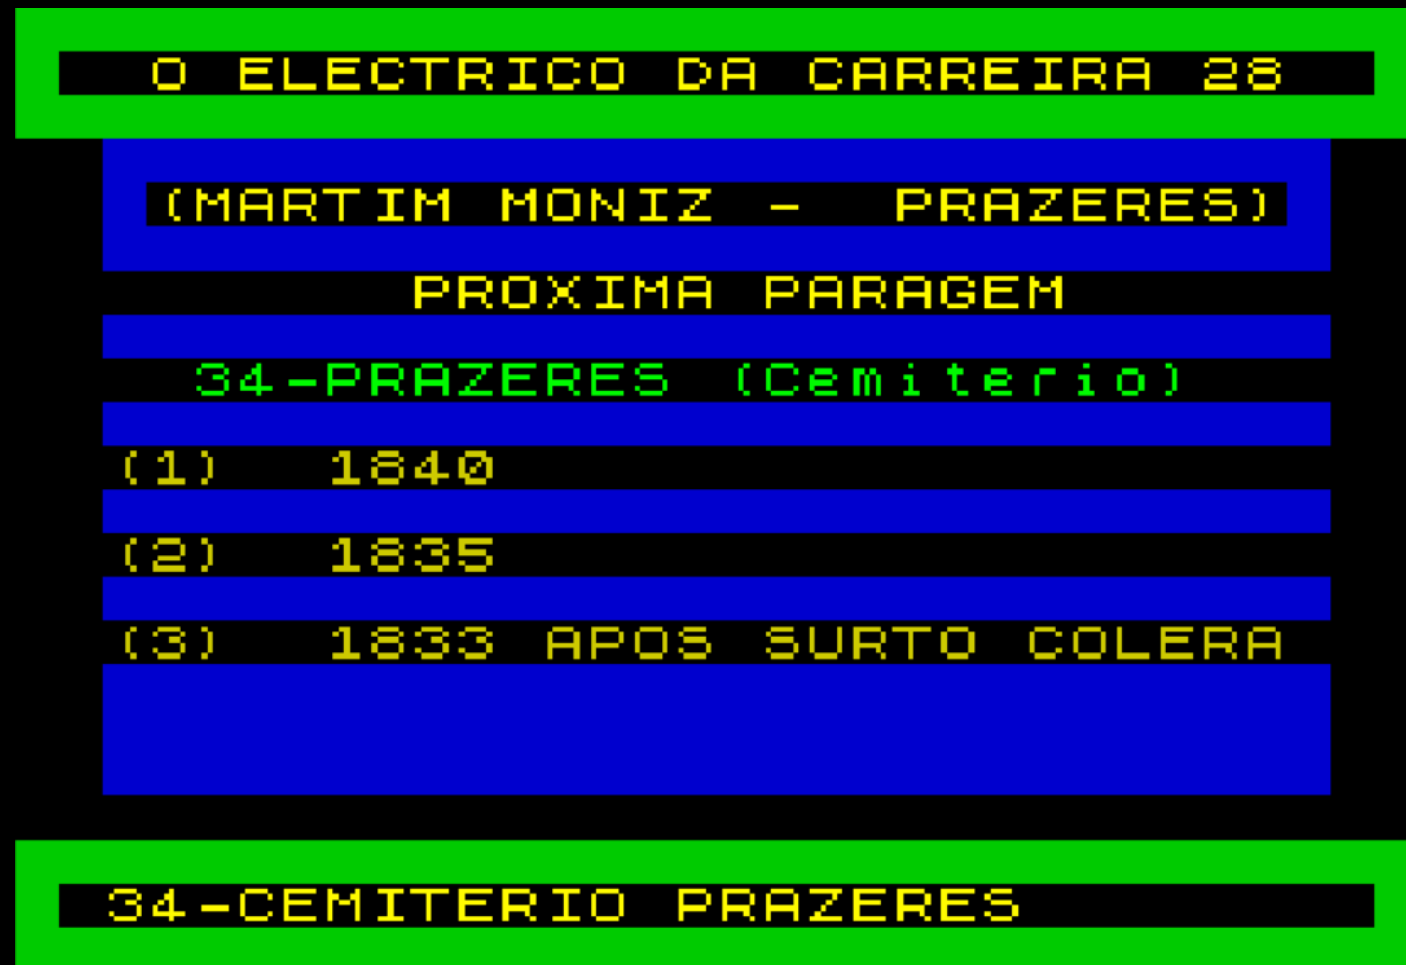 O ELECTRICO DA CARREIRA 28
(MARTIM MONIZ - PRAZERES)
PROXIMA PARAGEM
34-PRAZERES (Cemiterio)
(1) 1840
(2) 1835
(3) 1833 APOS SURTO COLERA
34-CEMITERIO PRAZERES